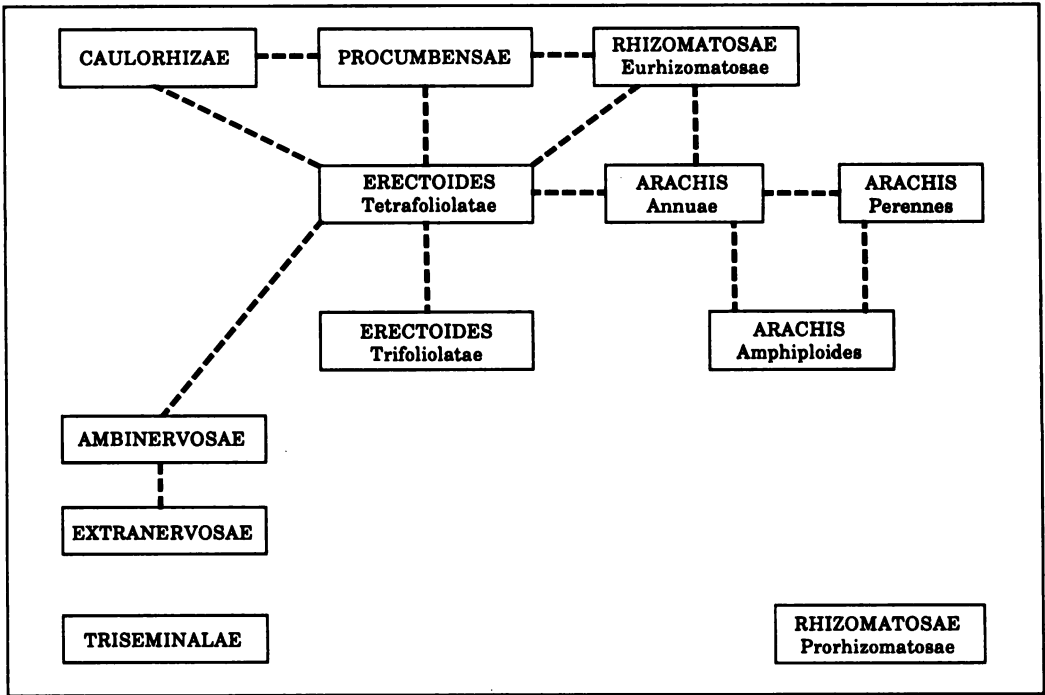 CAULORHIZAE
PROCUMBENSAE
RHIZOMATOSAE
Eurhizomatosae
ERECTOIDES
Tetrafoliolatae
ARACHIS
Annuae
ARACHIS
Perennes
ERECTOIDES
Trifoliolatae
ARACHIS
Amphiploides
AMBINERVOSAE
EXTRANERVOSAE
TRISEMINALAE
RHIZOMATOSAE
Prorhizomatosae